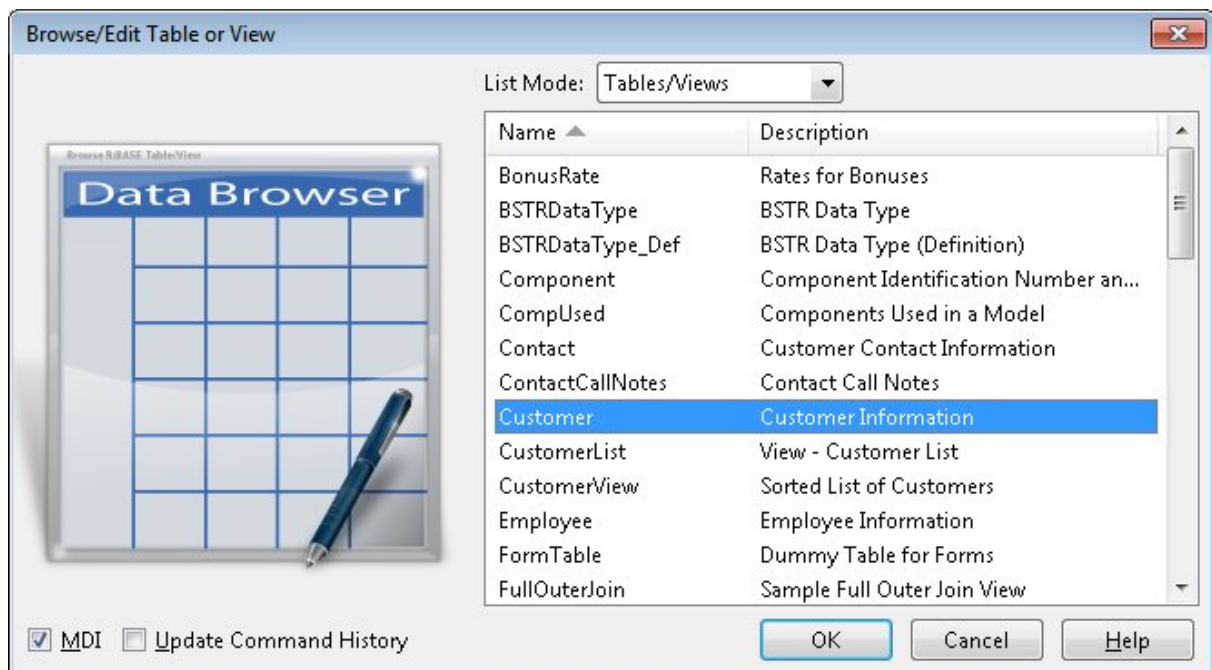 Browse/Edit Table or View
List Mode: Tables/Views
Name Description
Browse R:BASE Table/View
Data Browser
BonusRate Rates for Bonuses
BSTRDataType BSTR Data Type
BSTRDataType_Def BSTR Data Type (Definition)
Component Component Identification Number an...
CompUsed Components Used in a Model
Contact Customer Contact Information
ContactCallNotes Contact Call Notes
Customer Customer Information
CustomerList View - Customer List
CustomerView Sorted List of Customers
Employee Employee Information
FormTable Dummy Table for Forms
FullOuterJoin Sample Full Outer Join View
MDI Update Command History OK Cancel Help